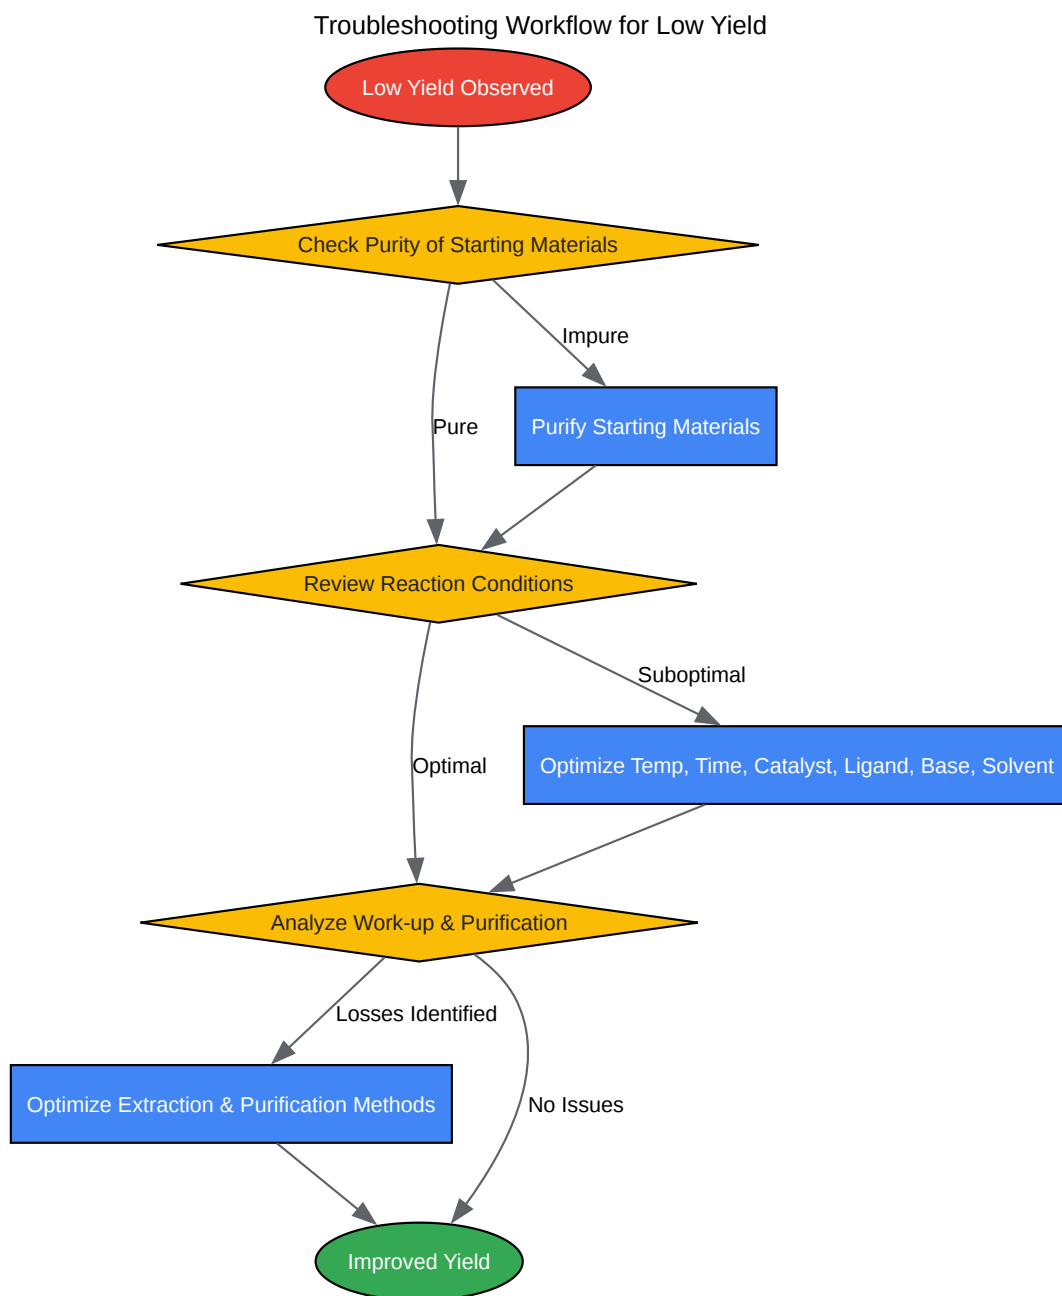 Troubleshooting Workflow for Low Yield
Low Yield Observed
Check Purity of Starting Materials
Impure
Pure
Purify Starting Materials
Review Reaction Conditions
Suboptimal
Optimal
Optimize Temp, Time, Catalyst, Ligand, Base, Solvent
Analyze Work-up & Purification
Losses Identified
Optimize Extraction & Purification Methods
No Issues
Improved Yield